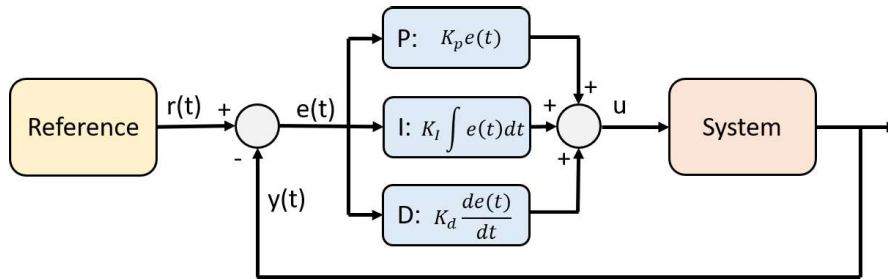 P: K_p e(t)
+
r(t) + e(t) + u
Reference I: K_I ∫ e(t)dt System
- +
y(t) D: K_d de(t)/dt